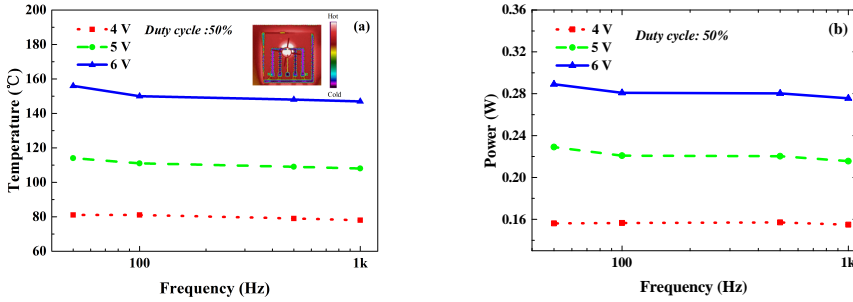 200
180
160
140
120
100
80
60
Temperature (℃)
4 V
5 V
6 V
Duty cycle :50%
Hot
Cold
(a)
100
1k
Frequency (Hz)
0.36
0.32
0.28
0.24
0.20
0.16
Power (W)
4 V
5 V
6 V
Duty cycle: 50%
(b)
100
1k
Frequency (Hz)